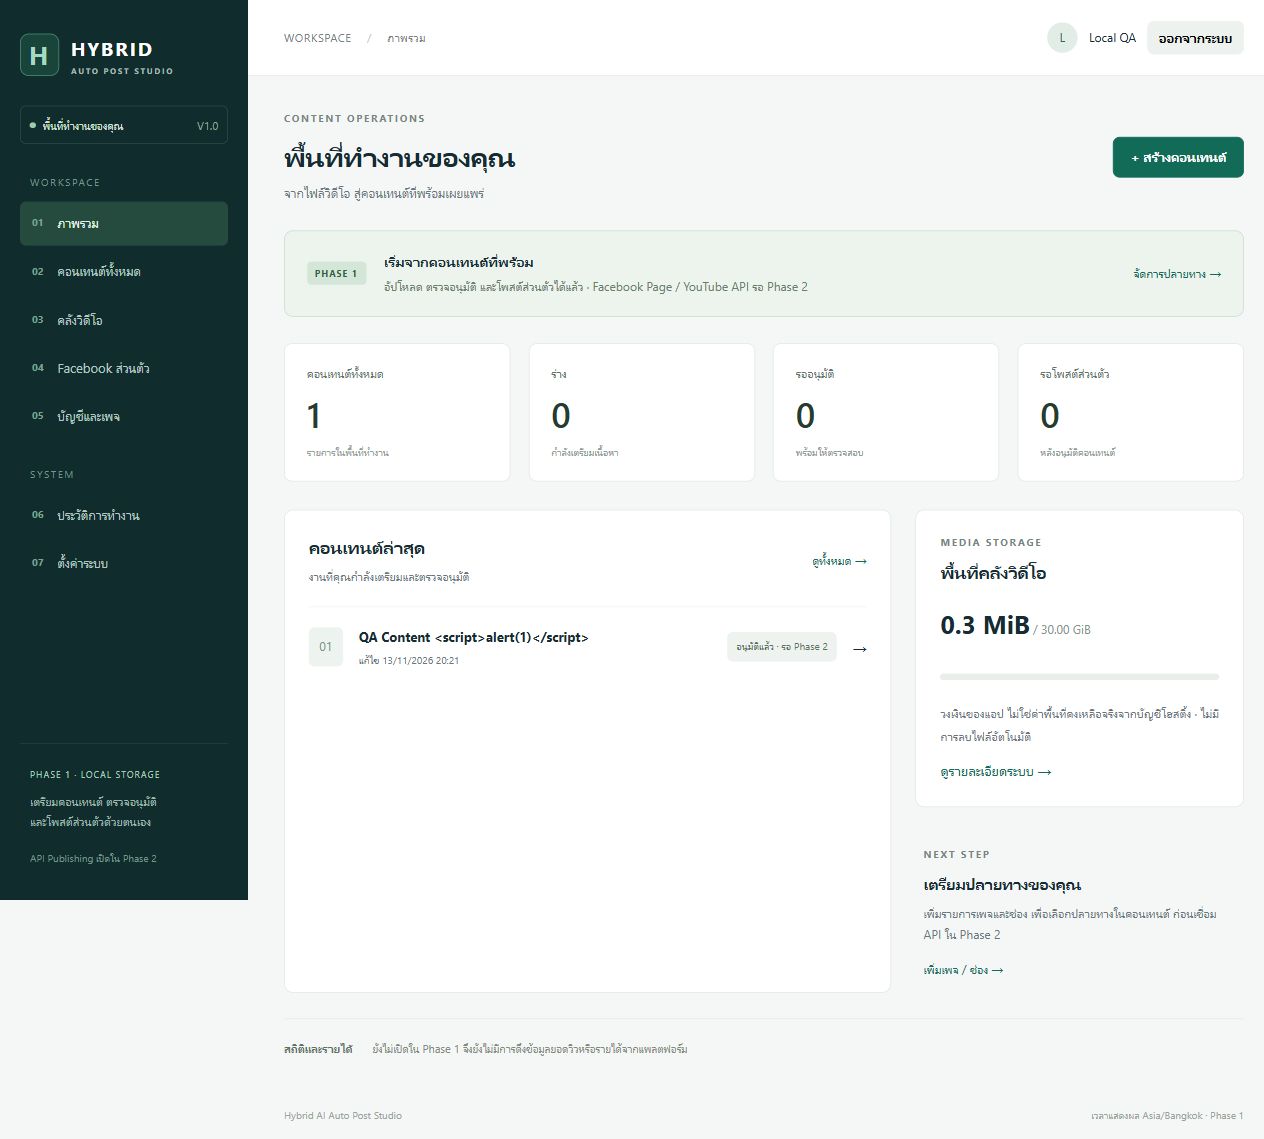 H
HYBRID
AUTO POST STUDIO
พื้นที่ทำงานของคุณ V1.0
WORKSPACE
01 ภาพรวม
02 คอนเทนต์ทั้งหมด
03 คลังวิดีโอ
04 Facebook ส่วนตัว
05 บัญชีและเพจ
SYSTEM
06 ประวัติการทำงาน
07 ตั้งค่าระบบ
PHASE 1 · LOCAL STORAGE
เตรียมคอนเทนต์ ตรวจอนุมัติ
และโพสต์ส่วนตัวด้วยตนเอง
API Publishing เปิดใน Phase 2
WORKSPACE / ภาพรวม
L Local QA ออกจากระบบ
CONTENT OPERATIONS
พื้นที่ทำงานของคุณ
จากไฟล์วิดีโอ สู่คอนเทนต์ที่พร้อมเผยแพร่
+ สร้างคอนเทนต์
PHASE 1
เริ่มจากคอนเทนต์ที่พร้อม
อัปโหลด ตรวจอนุมัติ และโพสต์ส่วนตัวได้แล้ว · Facebook Page / YouTube API รอ Phase 2
จัดการปลายทาง →
คอนเทนต์ทั้งหมด
1
รายการในพื้นที่ทำงาน
ร่าง
0
กำลังเตรียมเนื้อหา
รออนุมัติ
0
พร้อมให้ตรวจสอบ
รอโพสต์ส่วนตัว
0
หลังอนุมัติคอนเทนต์
คอนเทนต์ล่าสุด
งานที่คุณกำลังเตรียมและตรวจอนุมัติ
ดูทั้งหมด →
01
QA Content <script>alert(1)</script>
แก้ไข 13/11/2026 20:21
อนุมัติแล้ว · รอ Phase 2 →
MEDIA STORAGE
พื้นที่คลังวิดีโอ
0.3 MiB / 30.00 GiB
วงเงินของแอป ไม่ใช่ค่าพื้นที่คงเหลือจริงจากบัญชีโฮสติ้ง · ไม่มี
การลบไฟล์อัตโนมัติ
ดูรายละเอียดระบบ →
NEXT STEP
เตรียมปลายทางของคุณ
เพิ่มรายการเพจและช่อง เพื่อเลือกปลายทางในคอนเทนต์ ก่อนเชื่อม
API ใน Phase 2
เพิ่มเพจ / ช่อง →
สถิติและรายได้ ยังไม่เปิดใน Phase 1 จึงยังไม่มีการดึงข้อมูลยอดวิวหรือรายได้จากแพลตฟอร์ม
Hybrid AI Auto Post Studio
เวลาแสดงผล Asia/Bangkok · Phase 1